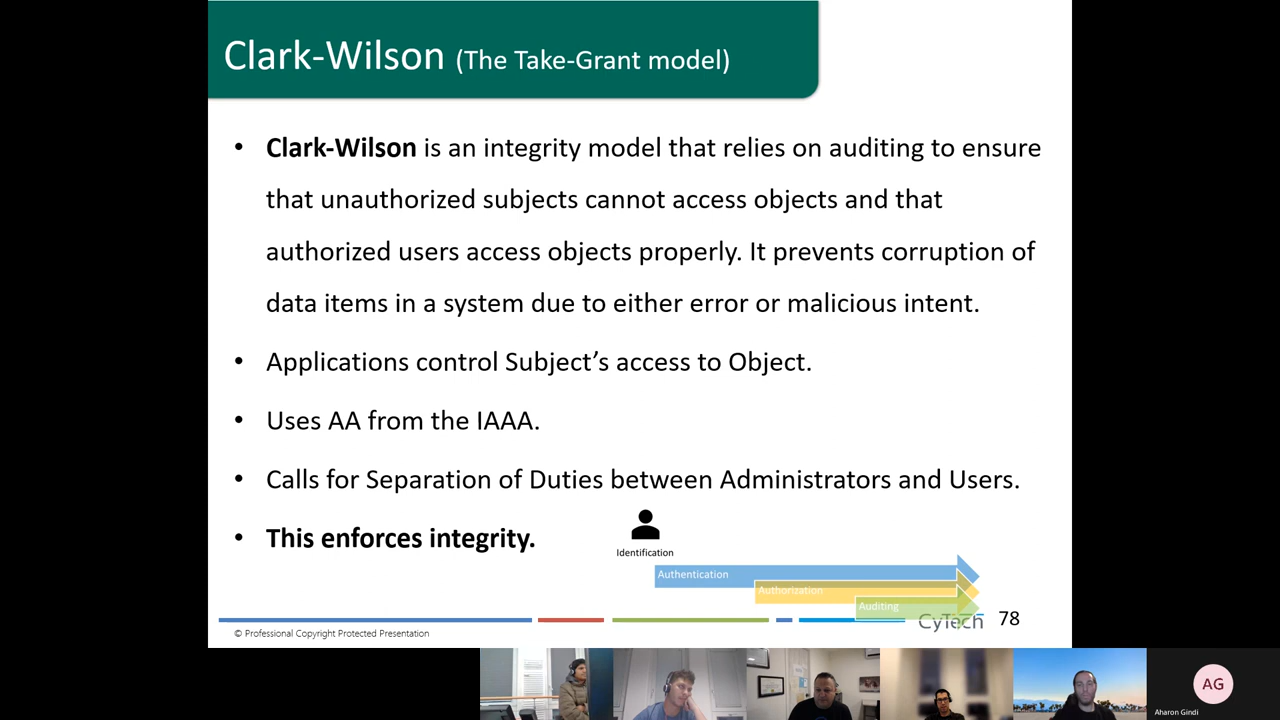 Clark-Wilson (The Take-Grant model)
• Clark-Wilson is an integrity model that relies on auditing to ensure
that unauthorized subjects cannot access objects and that
authorized users access objects properly. It prevents corruption of
data items in a system due to either error or malicious intent.
• Applications control Subject’s access to Object.
• Uses AA from the IAAA.
• Calls for Separation of Duties between Administrators and Users.
• This enforces integrity.
Identification
Authentication
Authorization
Auditing
CyTech 78
© Professional Copyright Protected Presentation
AG
Aharon Gindi